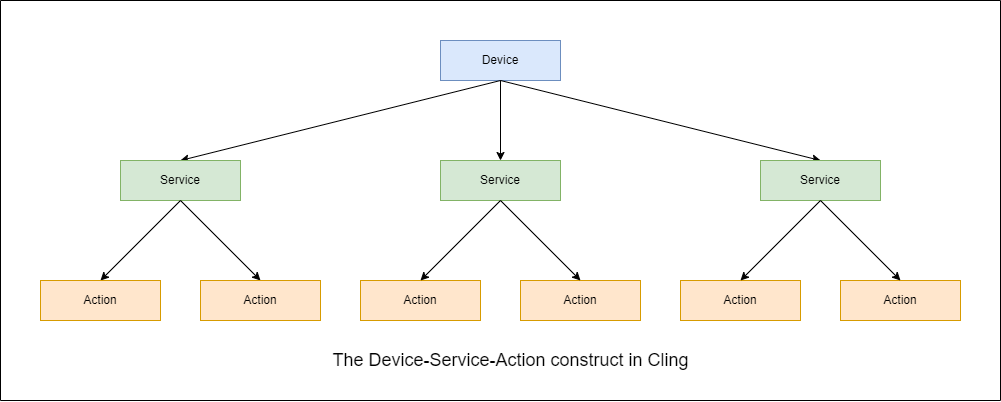 Device
Service
Service
Service
Action
Action
Action
Action
Action
Action
The Device-Service-Action construct in Cling